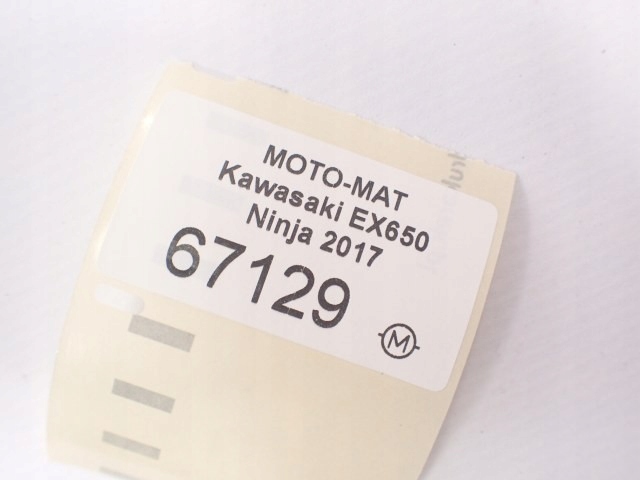 MOTO-MAT
Kawasaki EX650
Ninja 2017
67129
M